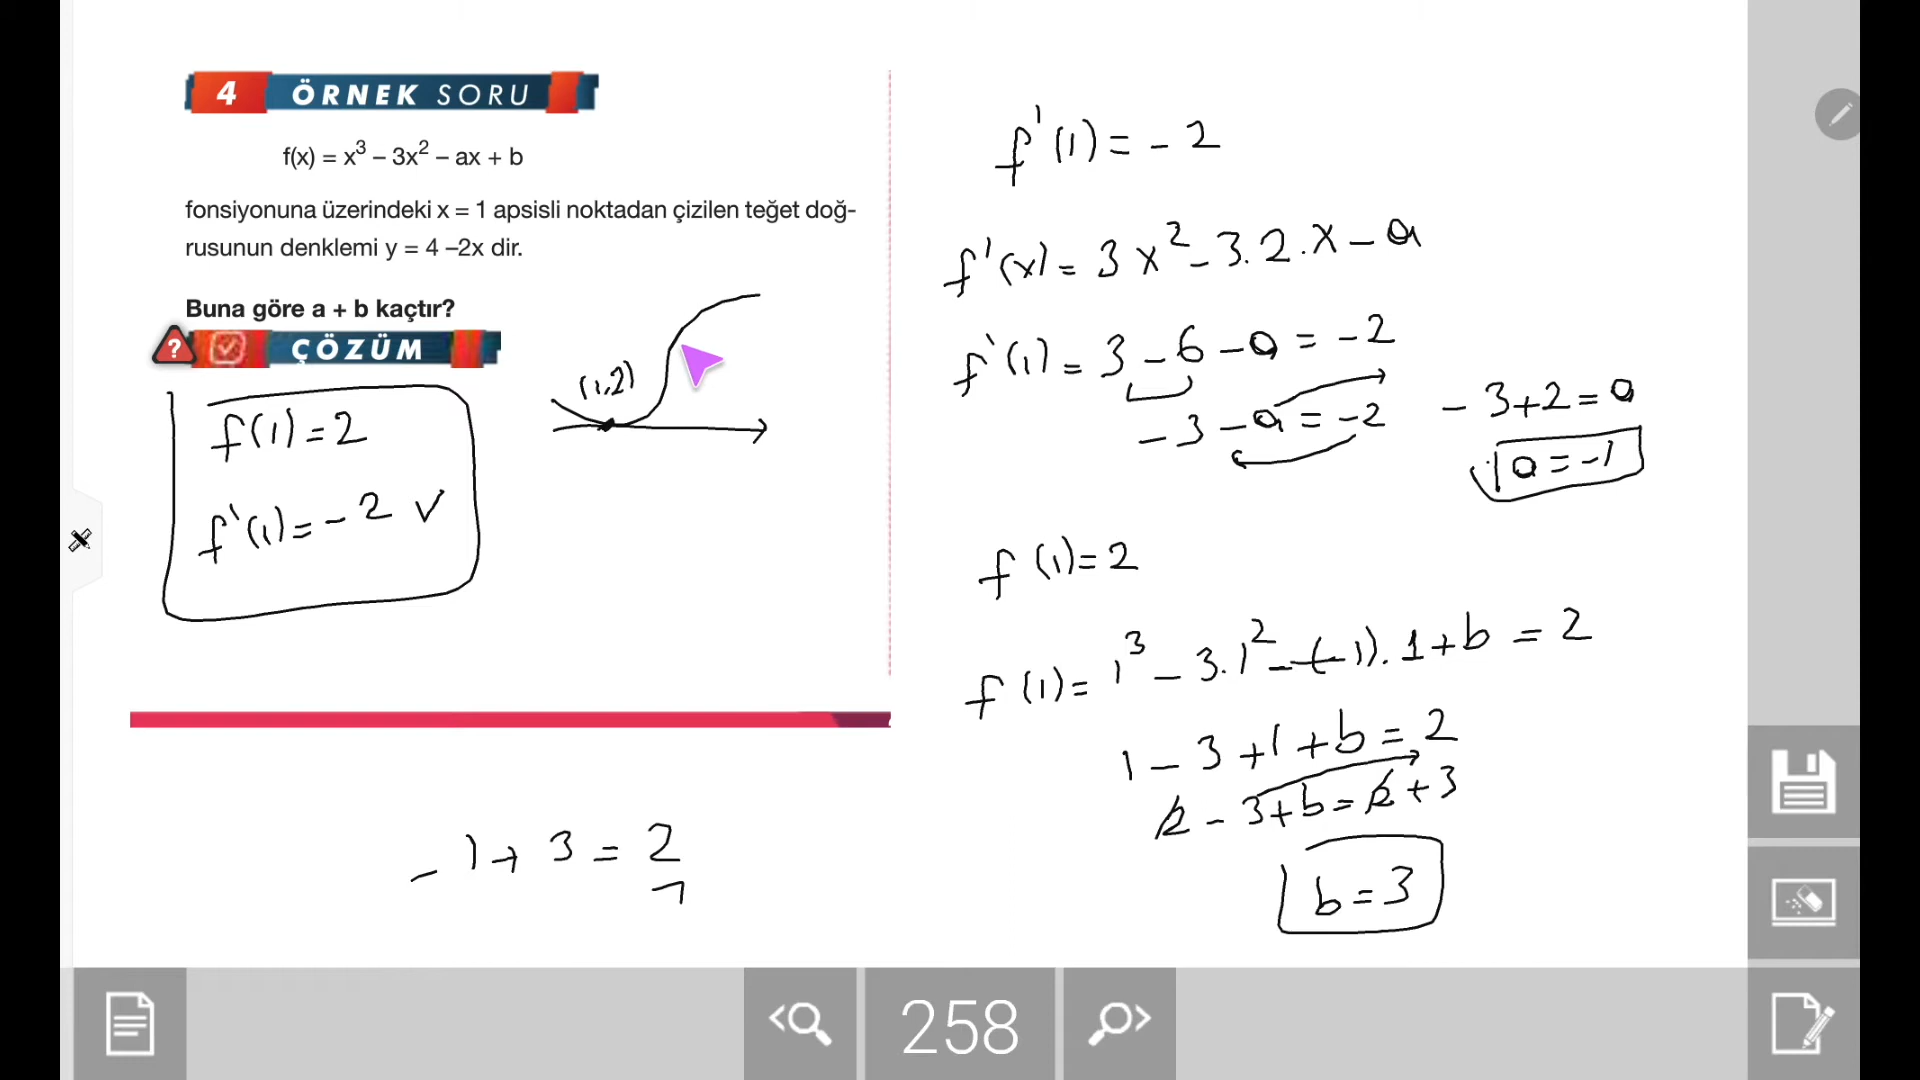 4 ÖRNEK SORU
f(x) = x³ – 3x² – ax + b
fonsiyonuna üzerindeki x = 1 apsisli noktadan çizilen teğet doğ-
rusunun denklemi y = 4 –2x dir.
Buna göre a + b kaçtır?
? ÇÖZÜM
(1,2)
f(1) = 2
f'(1) = - 2 ✓
- 1 + 3 = 2
f'(1) = - 2
f'(x) = 3x² - 3.2.x - a
f'(1) = 3 - 6 - a = - 2
- 3 - a = - 2
- 3 + 2 = a
a = - 1
f(1) = 2
f(1) = 1³ - 3.1² - (-1).1 + b = 2
1 - 3 + 1 + b = 2
2 - 3 + b = 2 + 3
b = 3
258